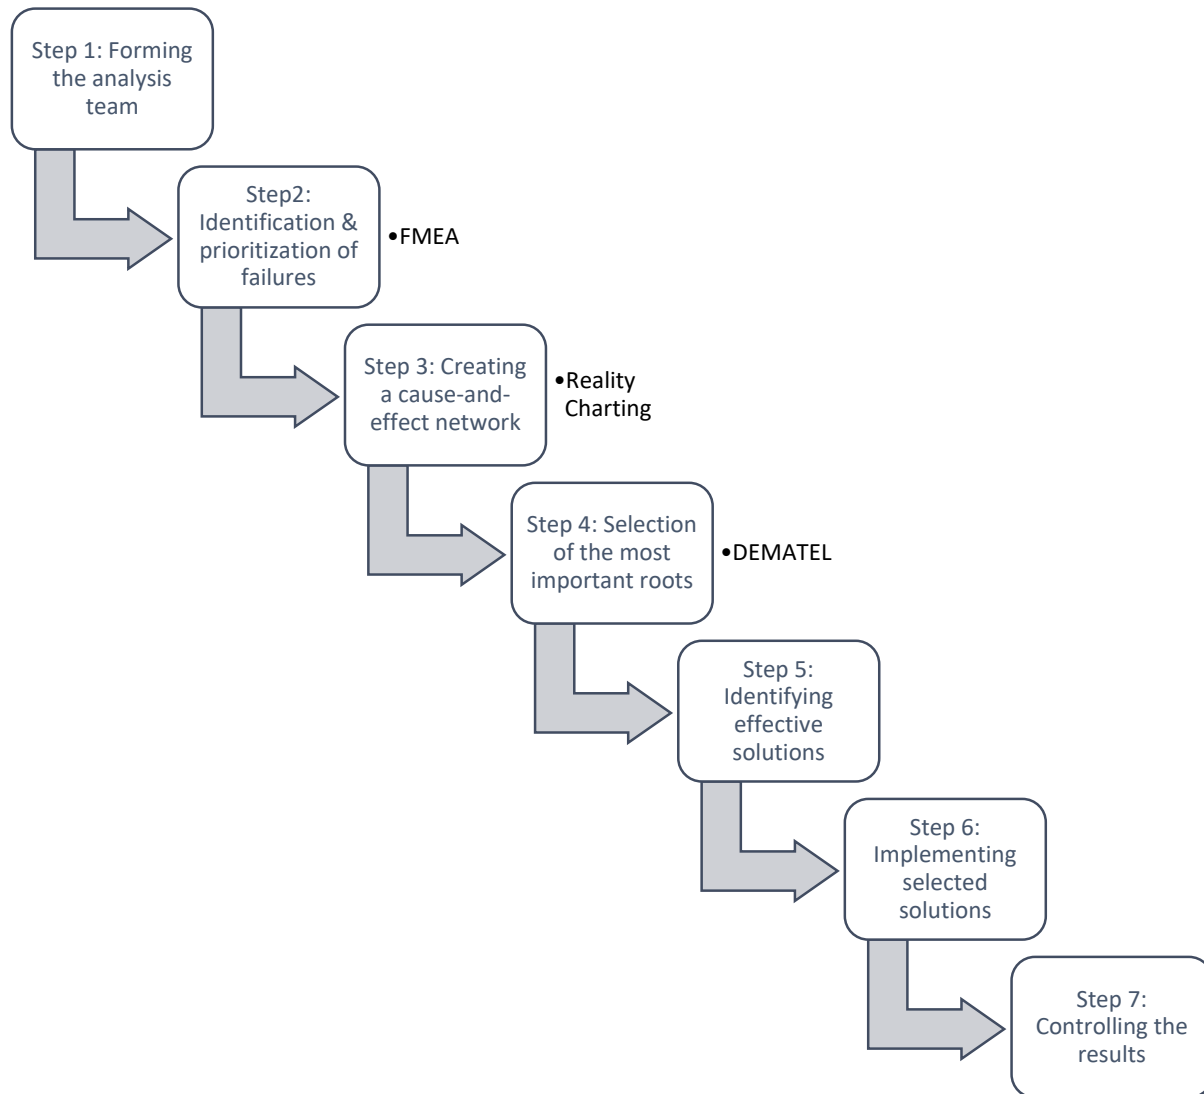 Step 1: Forming
the analysis
team
Step2:
Identification &
prioritization of
failures
•FMEA
Step 3: Creating
a cause-and-
effect network
•Reality
Charting
Step 4: Selection
of the most
important roots
•DEMATEL
Step 5:
Identifying
effective
solutions
Step 6:
Implementing
selected
solutions
Step 7:
Controlling the
results